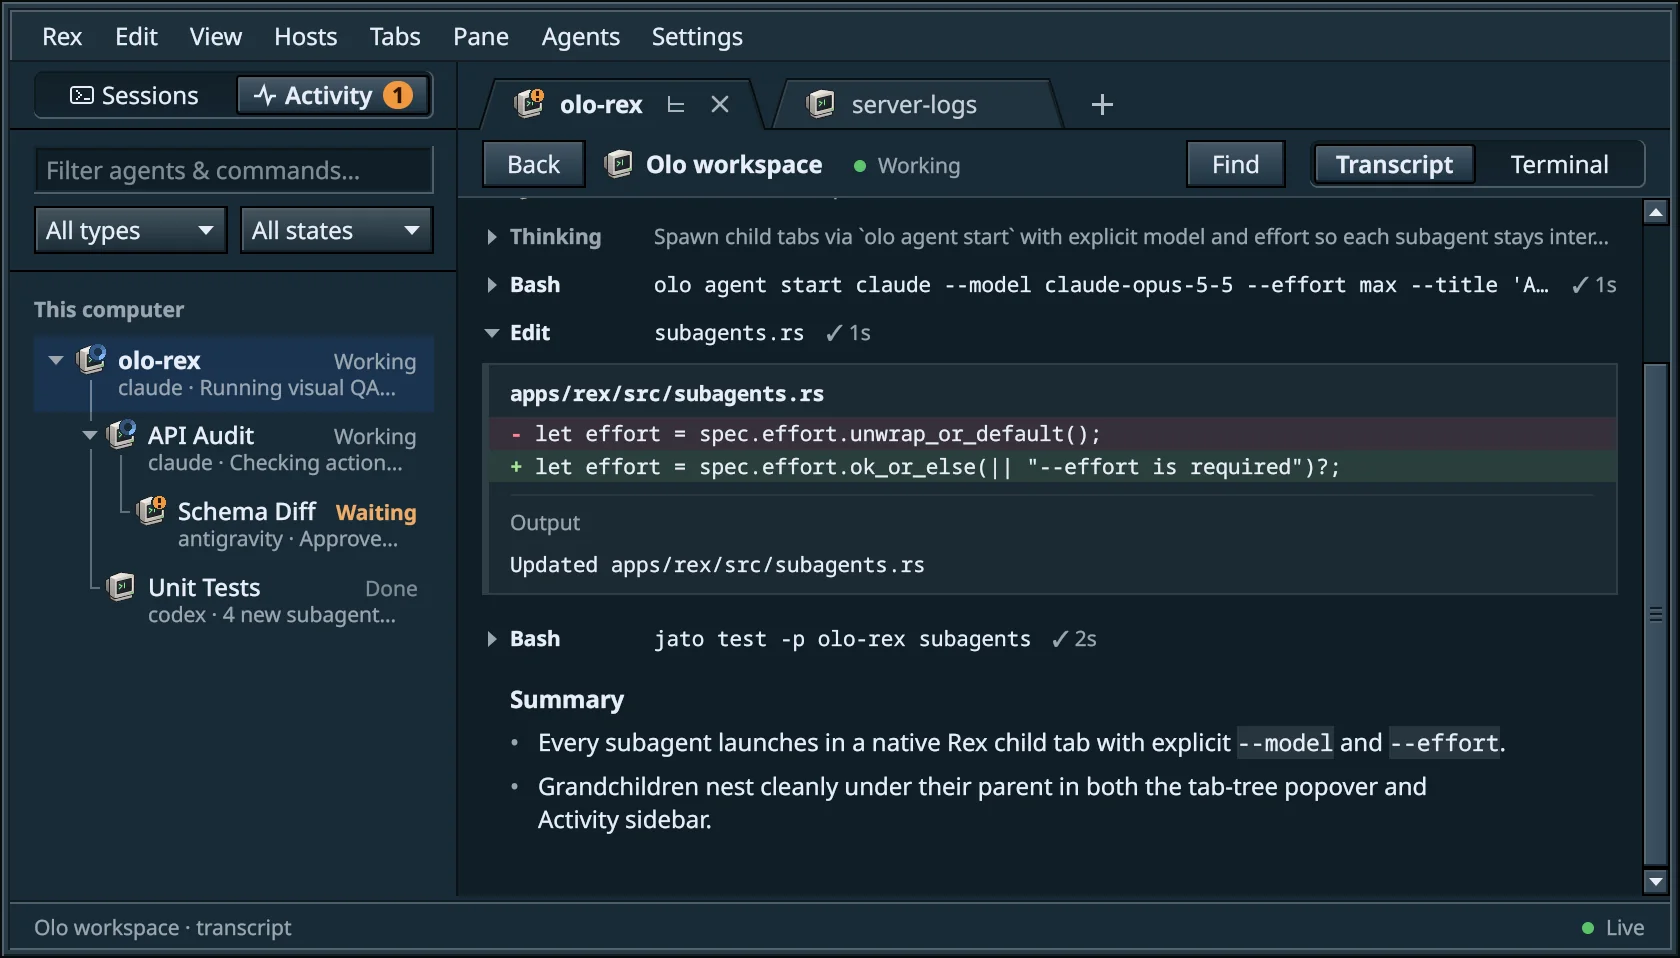 Rex Edit View Hosts Tabs Pane Agents Settings
Sessions Activity 1
Filter agents & commands...
All types All states
This computer
olo-rex Working
claude · Running visual QA...
API Audit Working
claude · Checking action...
Schema Diff Waiting
antigravity · Approve...
Unit Tests Done
codex · 4 new subagent...
olo-rex server-logs
Back Olo workspace Working Find Transcript Terminal
Thinking Spawn child tabs via `olo agent start` with explicit model and effort so each subagent stays inter...
Bash olo agent start claude --model claude-opus-5-5 --effort max --title 'A... ✓ 1s
Edit subagents.rs ✓ 1s
apps/rex/src/subagents.rs
- let effort = spec.effort.unwrap_or_default();
+ let effort = spec.effort.ok_or_else(|| "--effort is required")?;
Output
Updated apps/rex/src/subagents.rs
Bash jato test -p olo-rex subagents ✓ 2s
Summary
• Every subagent launches in a native Rex child tab with explicit --model and --effort.
• Grandchildren nest cleanly under their parent in both the tab-tree popover and
Activity sidebar.
Olo workspace · transcript Live